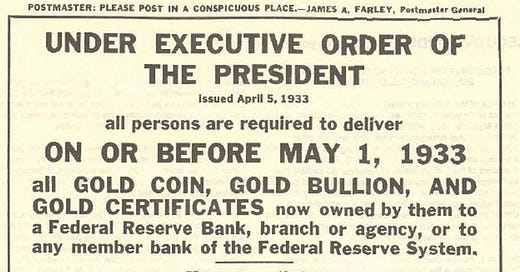 POSTMASTER: PLEASE POST IN A CONSPICUOUS PLACE.—JAMES A. FARLEY, Postmaster General
UNDER EXECUTIVE ORDER OF
THE PRESIDENT
Issued April 5, 1933
all persons are required to deliver
ON OR BEFORE MAY 1, 1933
all GOLD COIN, GOLD BULLION, AND
GOLD CERTIFICATES now owned by them to
a Federal Reserve Bank, branch or agency, or to
any member bank of the Federal Reserve System.